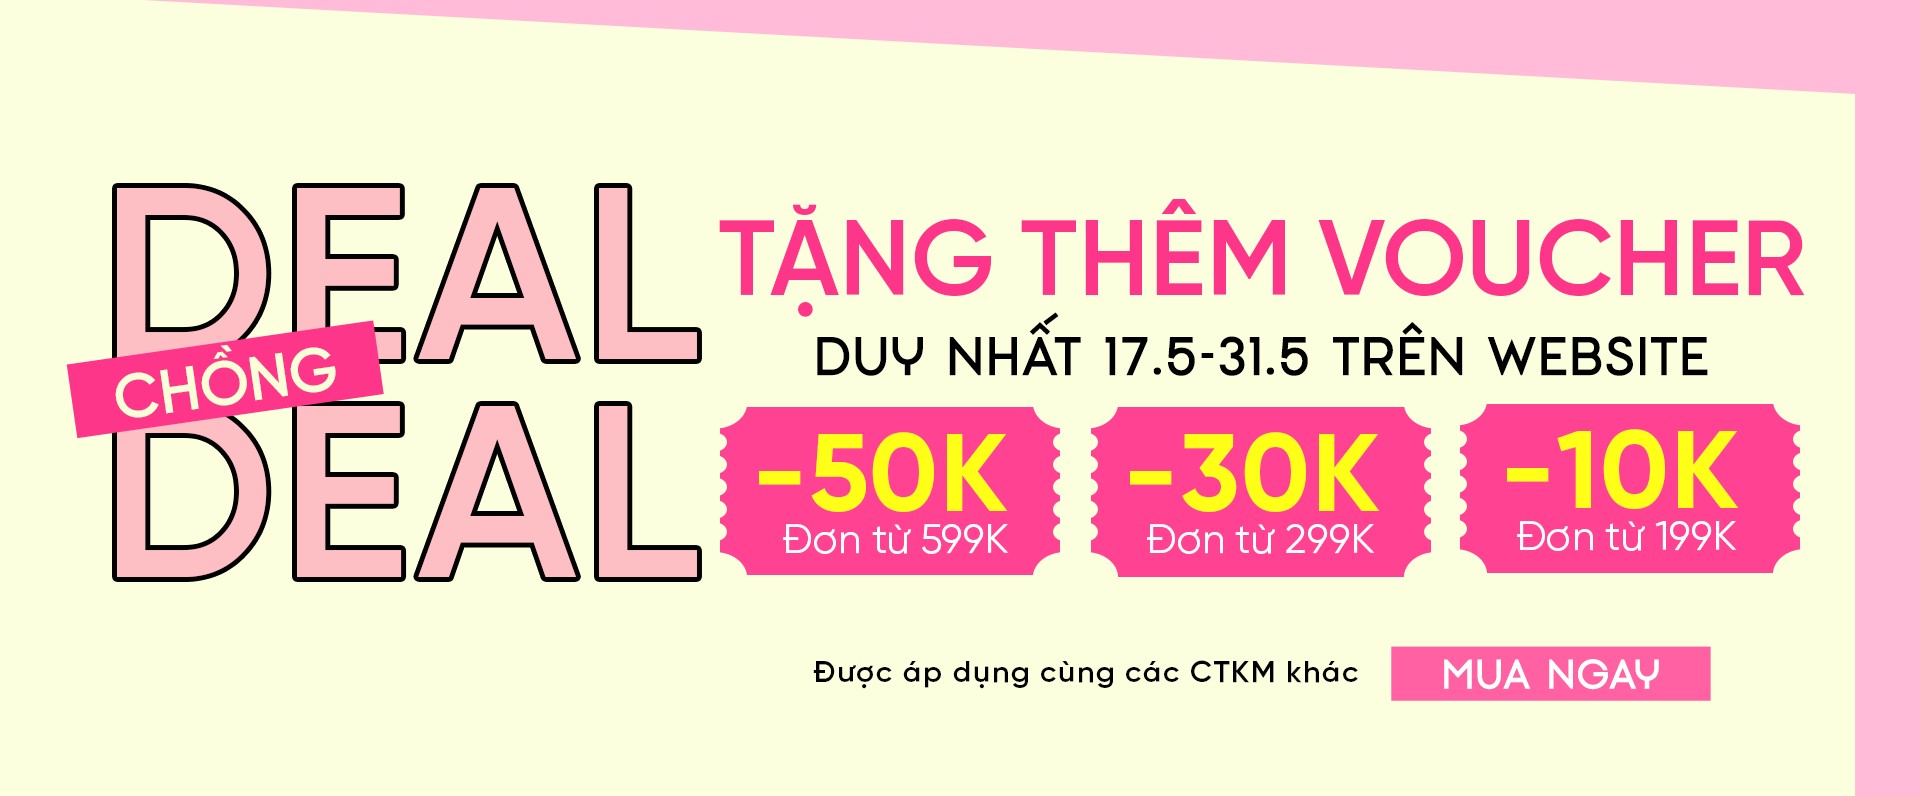 DEAL
CHỒNG
DEAL
TẶNG THÊM VOUCHER
DUY NHẤT 17.5-31.5 TRÊN WEBSITE
-50K
Đơn từ 599K
-30K
Đơn từ 299K
-10K
Đơn từ 199K
Được áp dụng cùng các CTKM khác
MUA NGAY